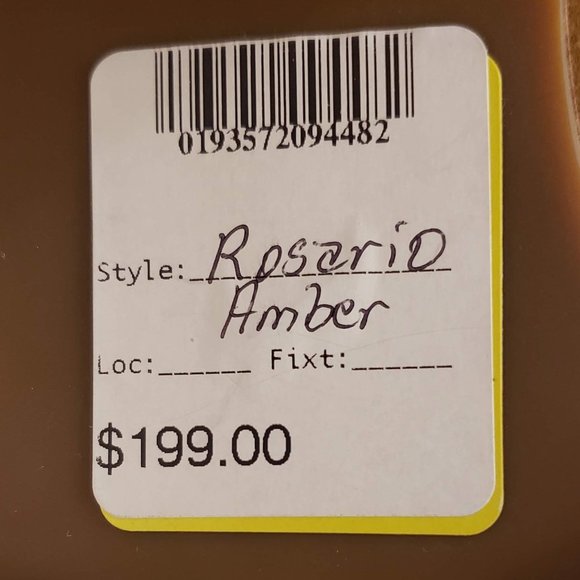 0193572094482
Style: Rosario
Amber
Loc:______ Fixt:______
$199.00